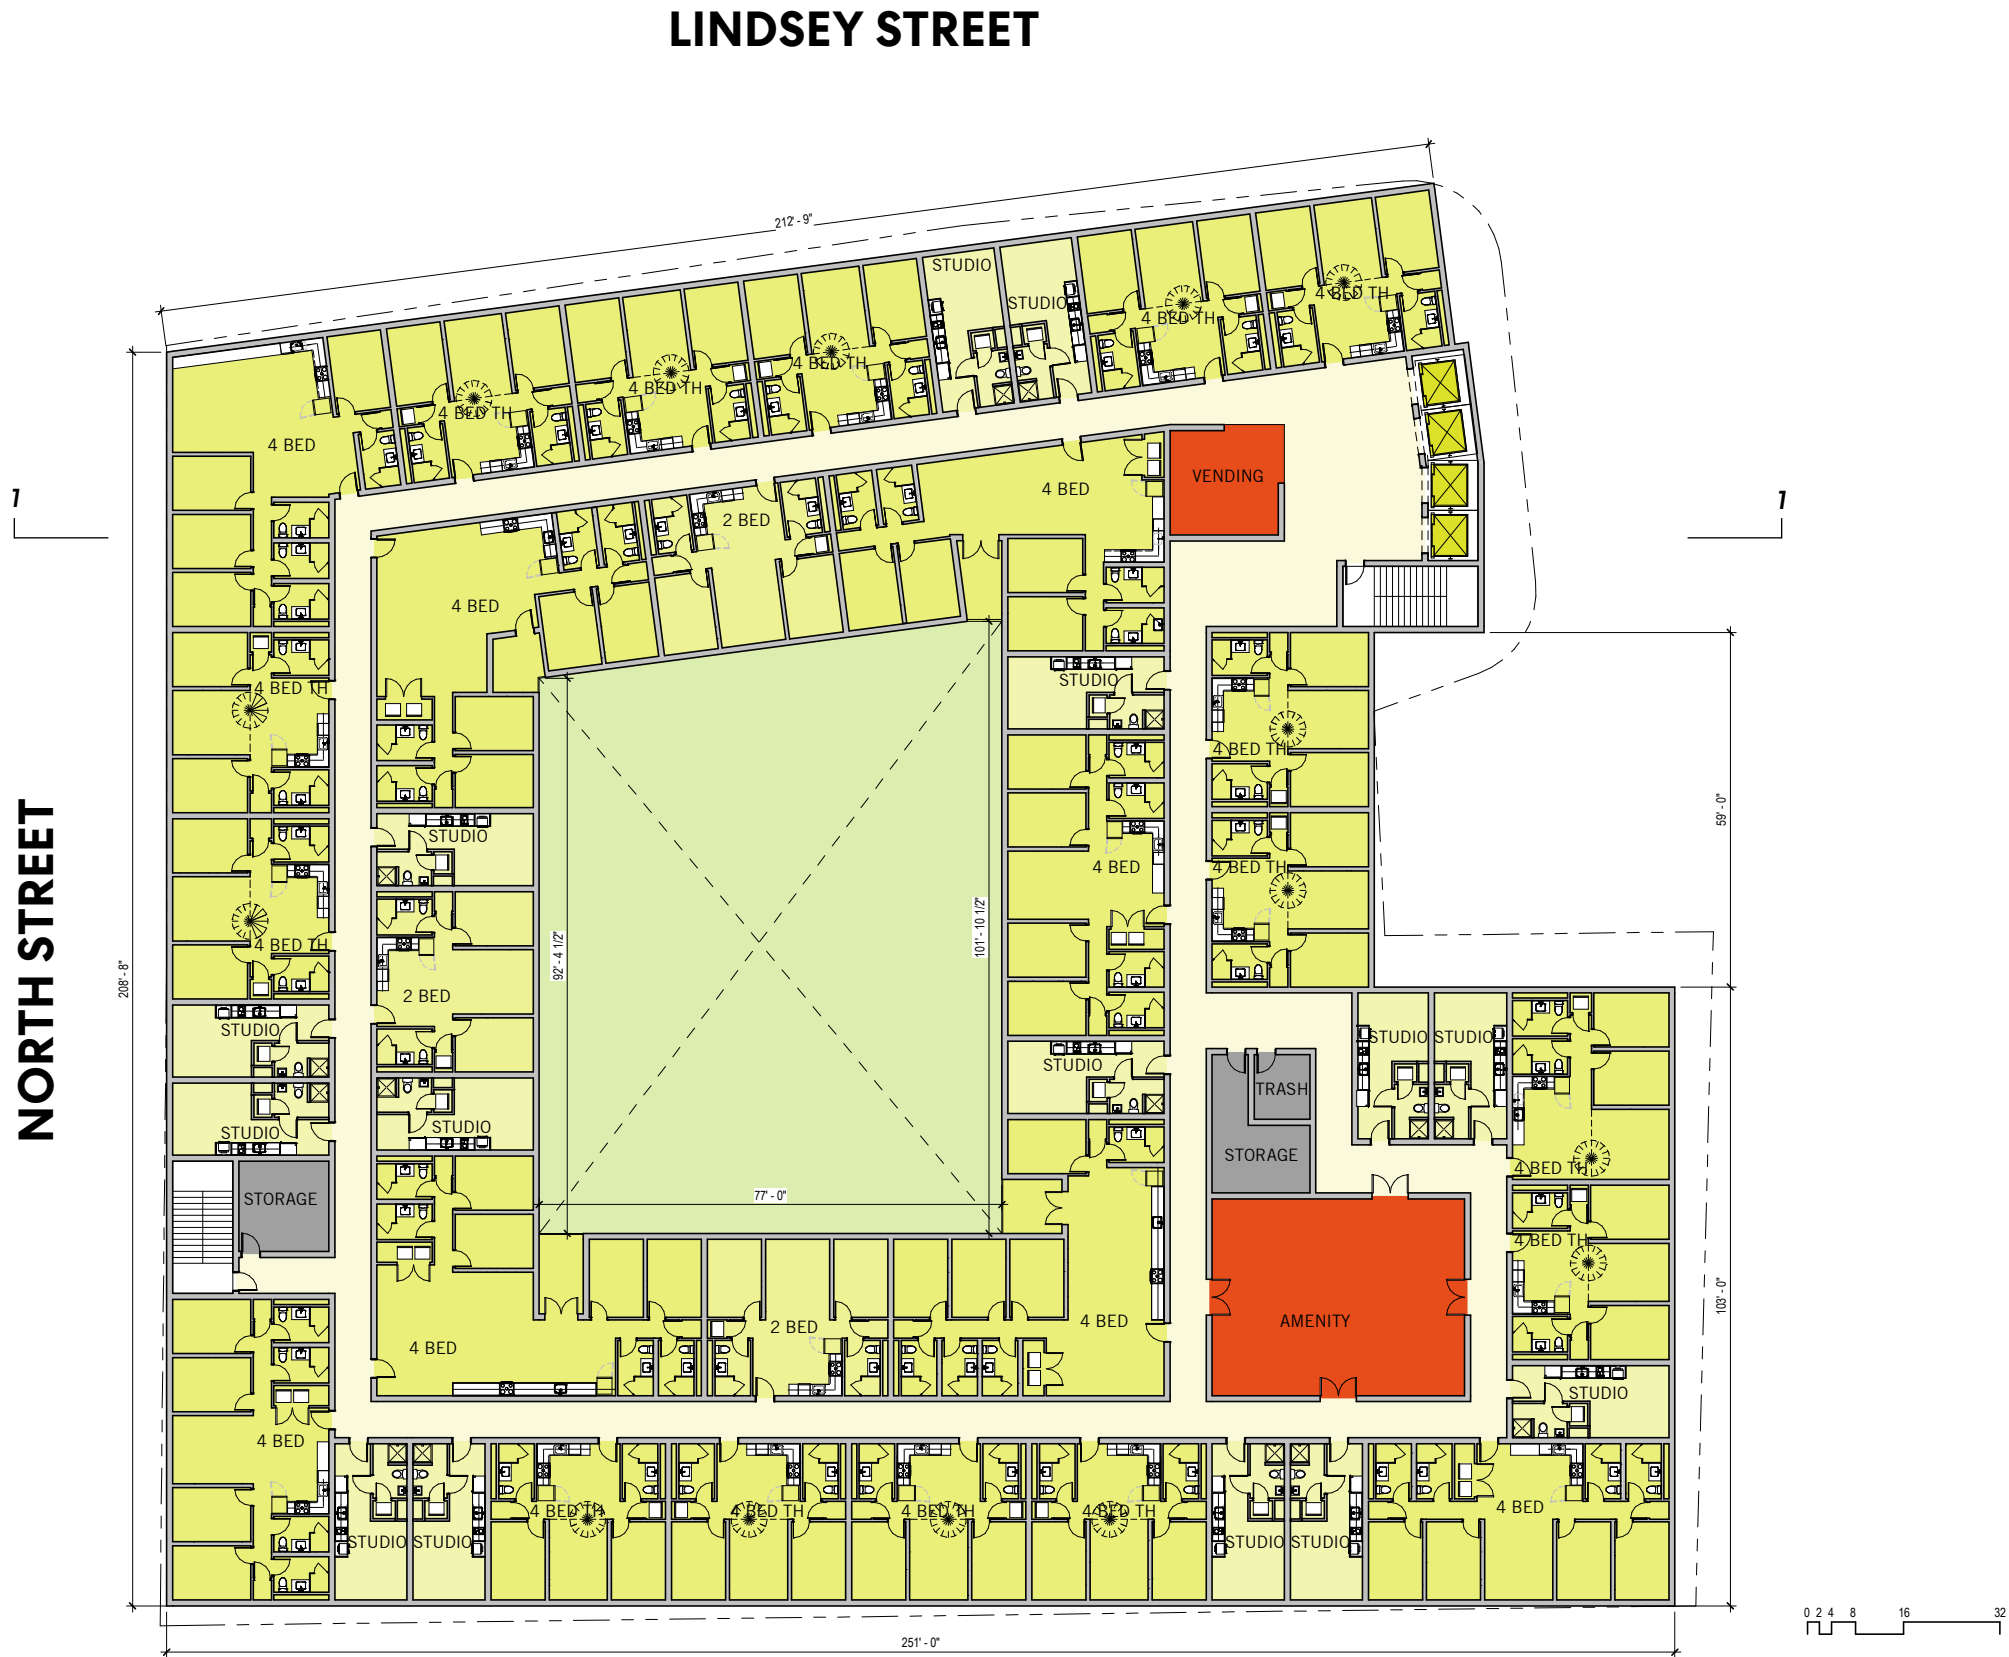 LINDSEY STREET
212' - 9"
STUDIO
STUDIO
4 BED TH
4 BED TH
4 BED TH
4 BED TH
4 BED TH
4 BED
4 BED
VENDING
2 BED
1
1
4 BED
STUDIO
4 BED TH
4 BED TH
STUDIO
4 BED
4 BED TH
59' - 0"
NORTH STREET
208' - 8"
92' - 4 1/2"
101' - 10 1/2"
4 BED TH
2 BED
STUDIO
STUDIO
STUDIO
STUDIO
TRASH
STUDIO
STUDIO
STORAGE
4 BED TH
STORAGE
77' - 0"
4 BED TH
103' - 0"
2 BED
4 BED
AMENITY
4 BED
STUDIO
4 BED
4 BED TH
4 BED TH
4 BED TH
4 BED TH
4 BED
STUDIO
STUDIO
STUDIO
STUDIO
0 2 4 8 16 32
251' - 0"